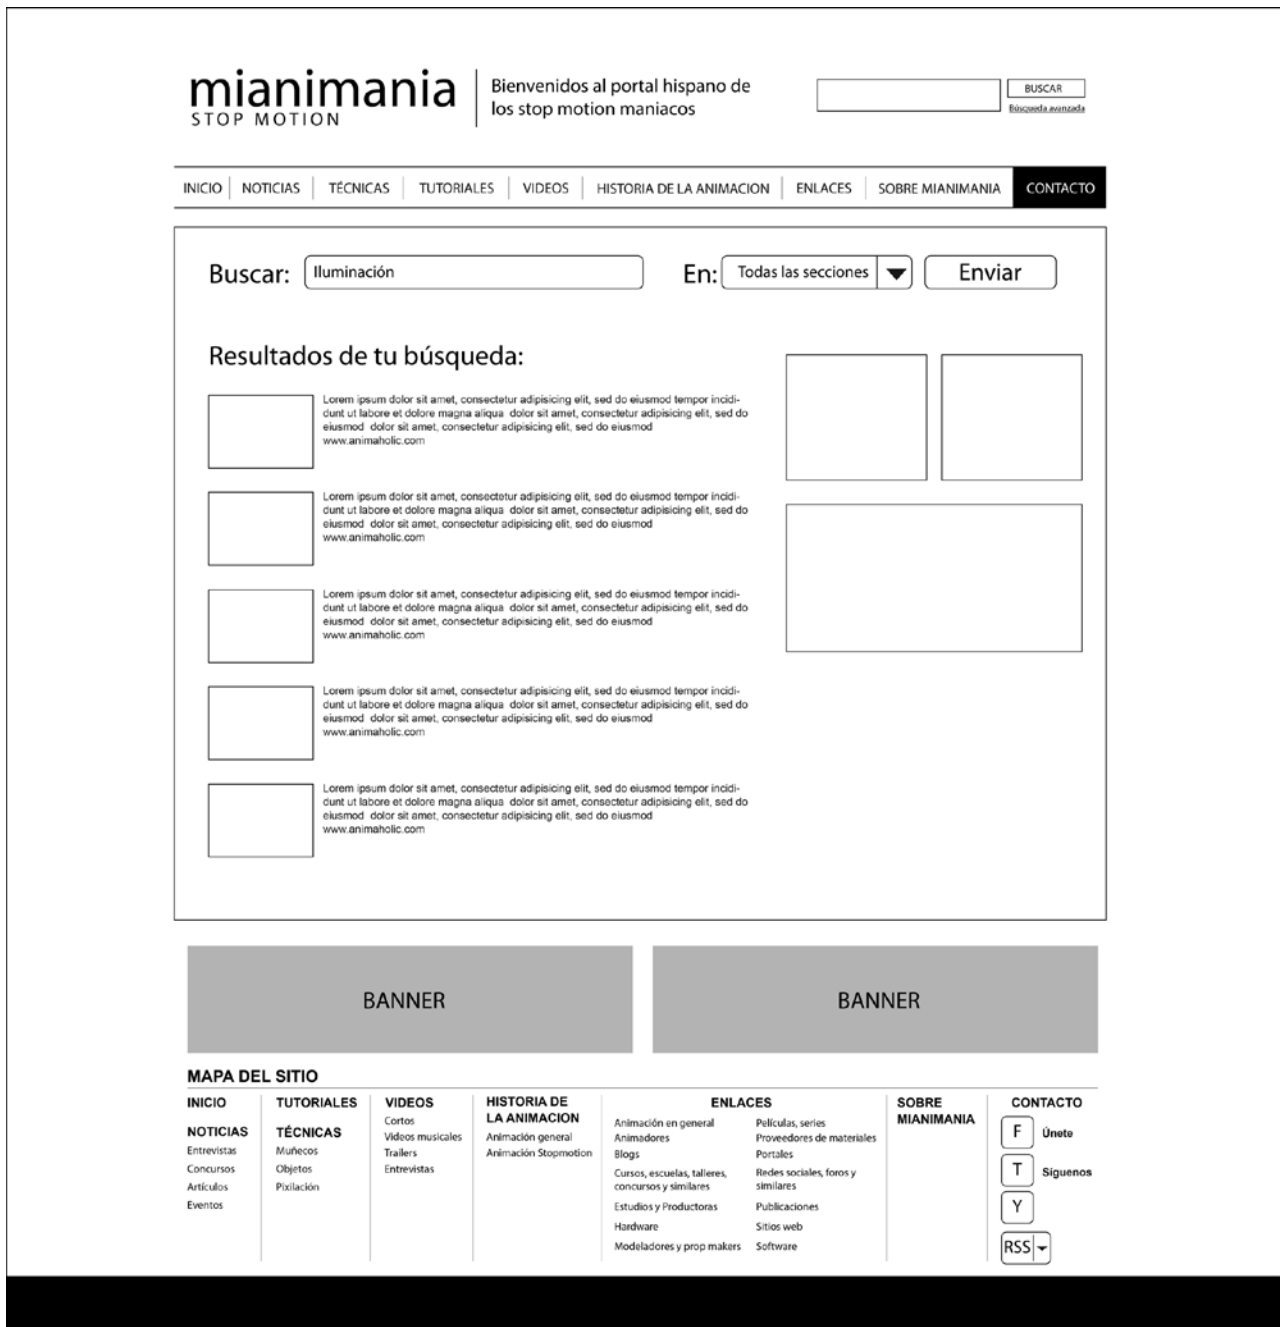 mianimania
STOP MOTION
Bienvenidos al portal hispano de
los stop motion maniacos
BUSCAR
Búsqueda avanzada
INICIO NOTICIAS TÉCNICAS TUTORIALES VIDEOS HISTORIA DE LA ANIMACION ENLACES SOBRE MIANIMANIA CONTACTO
Buscar: Iluminación En: Todas las secciones Enviar
Resultados de tu búsqueda:
Lorem ipsum dolor sit amet, consectetur adipisicing elit, sed do eiusmod tempor incidi-
dunt ut labore et dolore magna aliqua dolor sit amet, consectetur adipisicing elit, sed do
eiusmod dolor sit amet, consectetur adipisicing elit, sed do eiusmod
www.animaholic.com
Lorem ipsum dolor sit amet, consectetur adipisicing elit, sed do eiusmod tempor incidi-
dunt ut labore et dolore magna aliqua dolor sit amet, consectetur adipisicing elit, sed do
eiusmod dolor sit amet, consectetur adipisicing elit, sed do eiusmod
www.animaholic.com
Lorem ipsum dolor sit amet, consectetur adipisicing elit, sed do eiusmod tempor incidi-
dunt ut labore et dolore magna aliqua dolor sit amet, consectetur adipisicing elit, sed do
eiusmod dolor sit amet, consectetur adipisicing elit, sed do eiusmod
www.animaholic.com
Lorem ipsum dolor sit amet, consectetur adipisicing elit, sed do eiusmod tempor incidi-
dunt ut labore et dolore magna aliqua dolor sit amet, consectetur adipisicing elit, sed do
eiusmod dolor sit amet, consectetur adipisicing elit, sed do eiusmod
www.animaholic.com
Lorem ipsum dolor sit amet, consectetur adipisicing elit, sed do eiusmod tempor incidi-
dunt ut labore et dolore magna aliqua dolor sit amet, consectetur adipisicing elit, sed do
eiusmod dolor sit amet, consectetur adipisicing elit, sed do eiusmod
www.animaholic.com
BANNER
BANNER
MAPA DEL SITIO
INICIO
NOTICIAS
Entrevistas
Concursos
Artículos
Eventos
TUTORIALES
TÉCNICAS
Muñecos
Objetos
Pixilación
VIDEOS
Cortos
Videos musicales
Trailers
Entrevistas
HISTORIA DE
LA ANIMACION
Animación general
Animación Stopmotion
ENLACES
Animación en general
Animadores
Blogs
Cursos, escuelas, talleres,
concursos y similares
Estudios y Productoras
Hardware
Modeladores y prop makers
Películas, series
Proveedores de materiales
Portales
Redes sociales, foros y
similares
Publicaciones
Sitios web
Software
SOBRE
MIANIMANIA
CONTACTO
F Únete
T Síguenos
Y
RSS